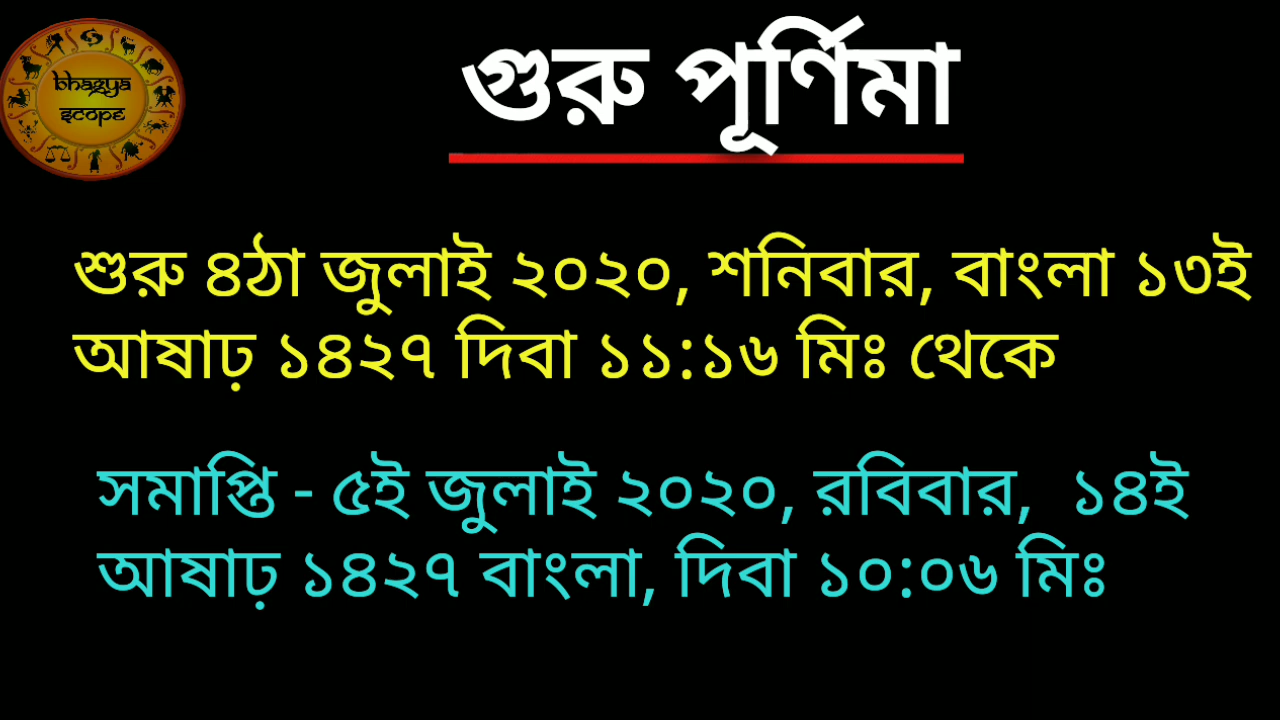 BHAGYA
SCOPE
গুরু পূর্ণিমা
শুরু ৪ঠা জুলাই ২০২০, শনিবার, বাংলা ১৩ই
আষাঢ় ১৪২৭ দিবা ১১:১৬ মিঃ থেকে
সমাপ্তি - ৫ই জুলাই ২০২০, রবিবার, ১৪ই
আষাঢ় ১৪২৭ বাংলা, দিবা ১০:০৬ মিঃ